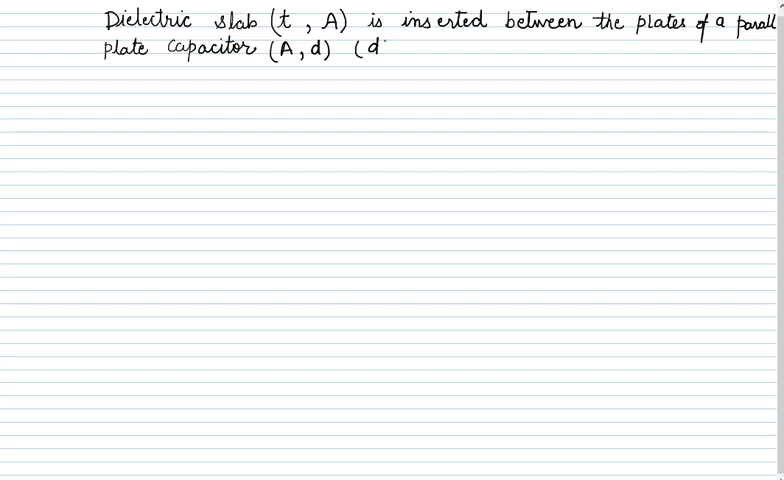 Dielectric slab (t , A) is inserted between the plates of a parall
plate capacitor (A, d) (d